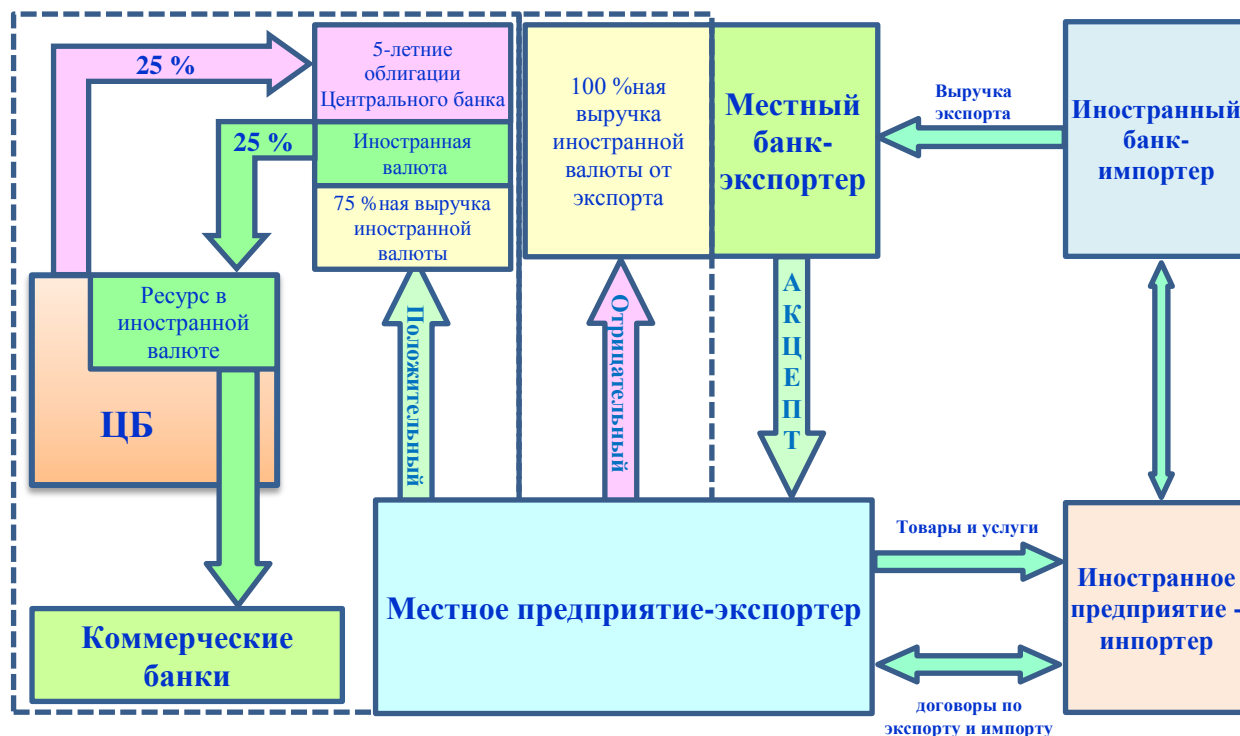 25 %
5-летние
облигации
Центрального банка
25 %
Иностранная
валюта
75 %ная выручка
иностранной
валюты
100 %ная
выручка
иностранной
валюты от
экспорта
Местный
банк-
экспортер
Выручка
экспорта
Иностранный
банк-
импортер
Ресурс в
иностранной
валюте
ЦБ
Положительный
Отрицательный
АКЦЕПТ
Коммерческие
банки
Местное предприятие-экспортер
Товары и услуги
Иностранное
предприятие -
инпортер
договоры по
экспорту и импорту